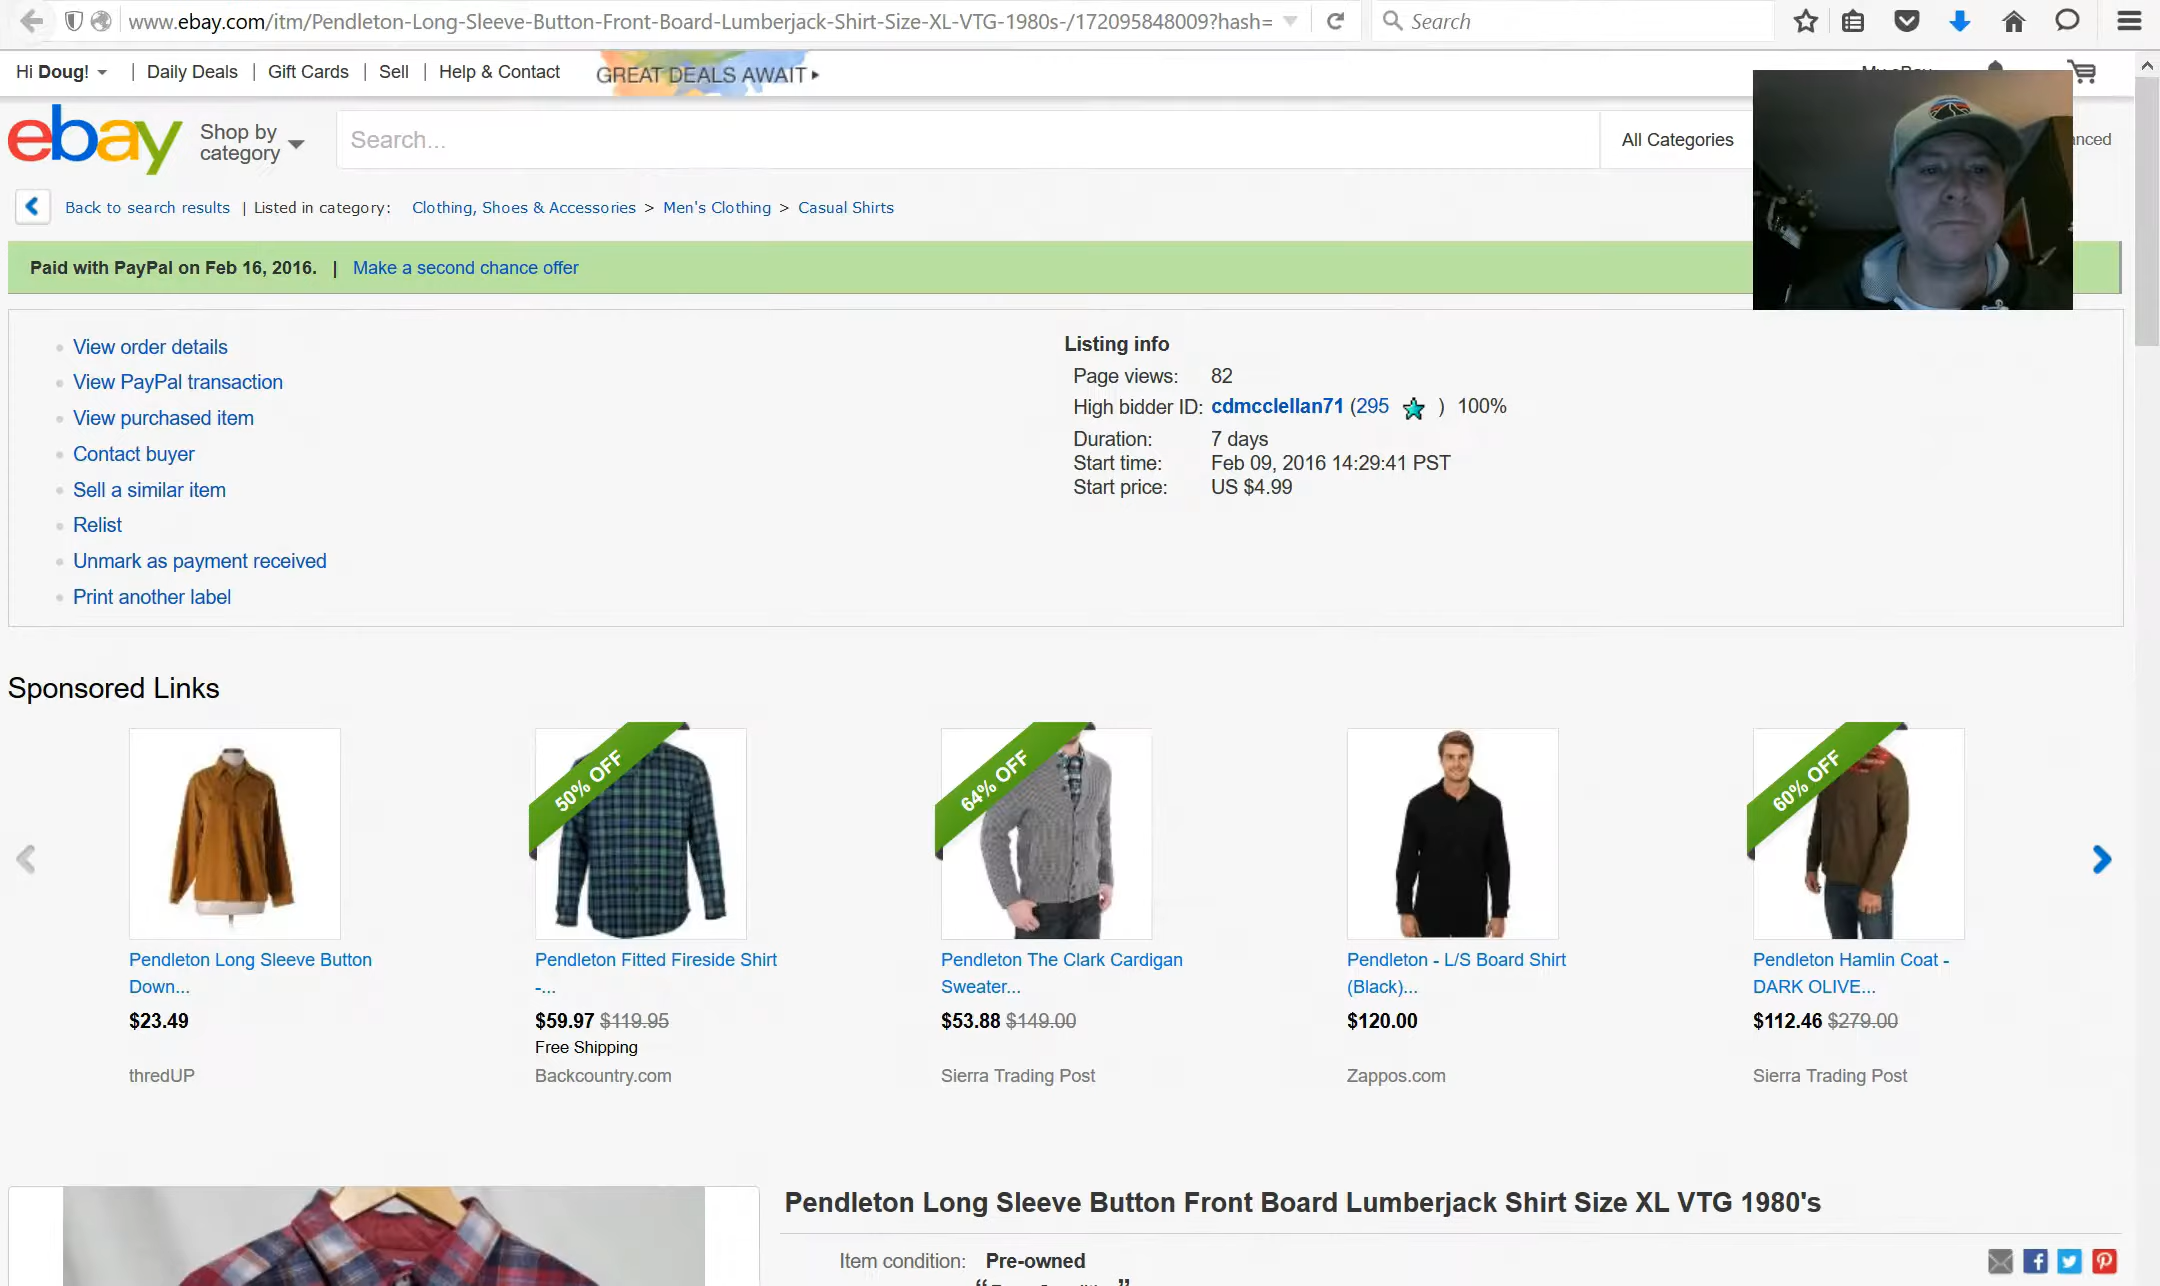 www.ebay.com/itm/Pendleton-Long-Sleeve-Button-Front-Board-Lumberjack-Shirt-Size-XL-VTG-1980s-/172095848009?hash=
Search
Hi Doug!
Daily Deals
Gift Cards
Sell
Help & Contact
GREAT DEALS AWAIT
ebay
Shop by category
Search...
All Categories
Back to search results | Listed in category: Clothing, Shoes & Accessories > Men's Clothing > Casual Shirts
Paid with PayPal on Feb 16, 2016. | Make a second chance offer
View order details
View PayPal transaction
View purchased item
Contact buyer
Sell a similar item
Relist
Unmark as payment received
Print another label
Listing info
Page views: 82
High bidder ID: cdmcclellan71 (295 ) 100%
Duration: 7 days
Start time: Feb 09, 2016 14:29:41 PST
Start price: US $4.99
Sponsored Links
50% OFF
64% OFF
60% OFF
Pendleton Long Sleeve Button
Down...
$23.49
thredUP
Pendleton Fitted Fireside Shirt
-...
$59.97 $119.95
Free Shipping
Backcountry.com
Pendleton The Clark Cardigan
Sweater...
$53.88 $149.00
Sierra Trading Post
Pendleton - L/S Board Shirt
(Black)...
$120.00
Zappos.com
Pendleton Hamlin Coat -
DARK OLIVE...
$112.46 $279.00
Sierra Trading Post
Pendleton Long Sleeve Button Front Board Lumberjack Shirt Size XL VTG 1980's
Item condition: Pre-owned